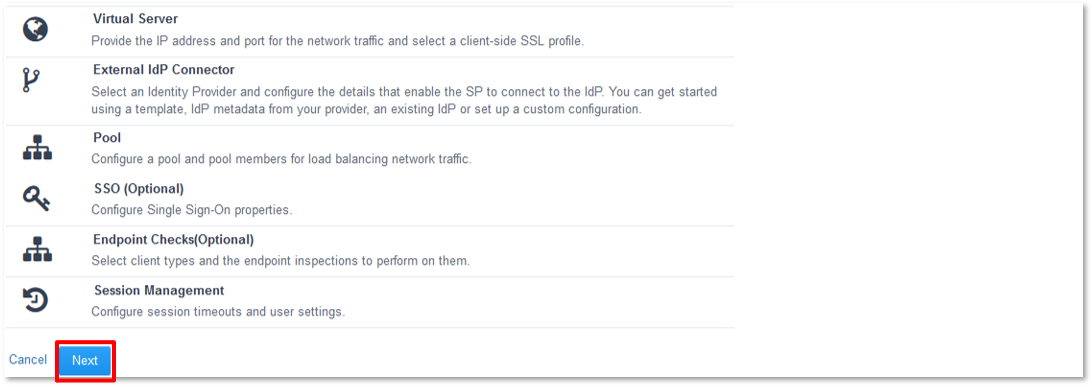 Virtual Server
Provide the IP address and port for the network traffic and select a client-side SSL profile.
External IdP Connector
Select an Identity Provider and configure the details that enable the SP to connect to the IdP. You can get started
using a template, IdP metadata from your provider, an existing IdP or set up a custom configuration.
Pool
Configure a pool and pool members for load balancing network traffic.
SSO (Optional)
Configure Single Sign-On properties.
Endpoint Checks(Optional)
Select client types and the endpoint inspections to perform on them.
Session Management
Configure session timeouts and user settings.
Cancel Next